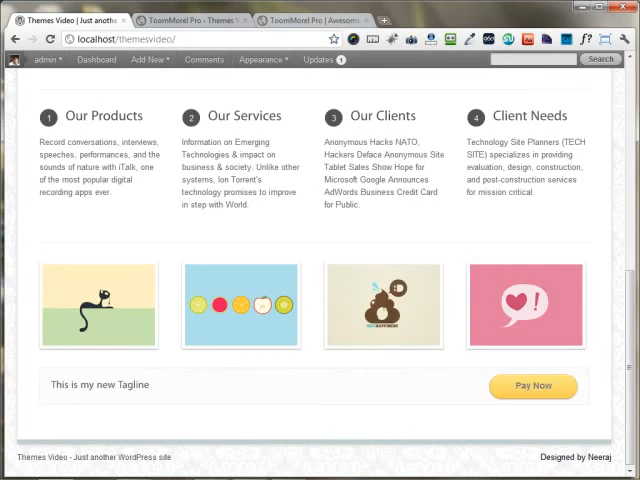 Themes Video | Just anothe
ToomMorel Pro › Themes V
ToomMorel Pro | Awesome
localhost/themesvideo/
admin
Dashboard
Add New
Comments
Appearance
Updates 1
Search
1 Our Products
Record conversations, interviews,
speeches, performances, and the
sounds of nature with iTalk, one
of the most popular digital
recording apps ever.
2 Our Services
Information on Emerging
Technologies & impact on
business & society. Unlike other
systems, Ion Torrent's
technology promises to improve
in step with World.
3 Our Clients
Anonymous Hacks NATO,
Hackers Deface Anonymous Site
Tablet Sales Show Hope for
Microsoft Google Announces
AdWords Business Credit Card
for Public.
4 Client Needs
Technology Site Planners (TECH
SITE) specializes in providing
evaluation, design, construction,
and post-construction services
for mission critical.
This is my new Tagline
Pay Now
Themes Video - Just another WordPress site
Designed by Neeraj